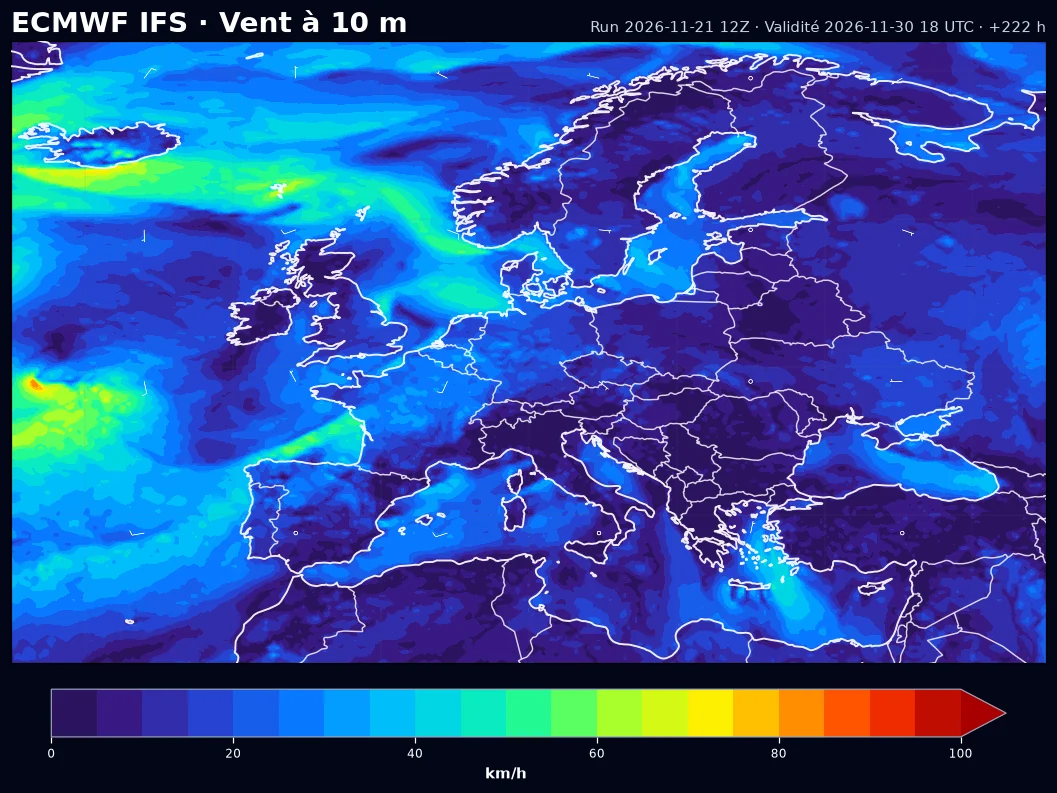 ECMWF IFS · Vent à 10 m
Run 2026-11-21 12Z · Validité 2026-11-30 18 UTC · +222 h
0 20 40 60 80 100
km/h